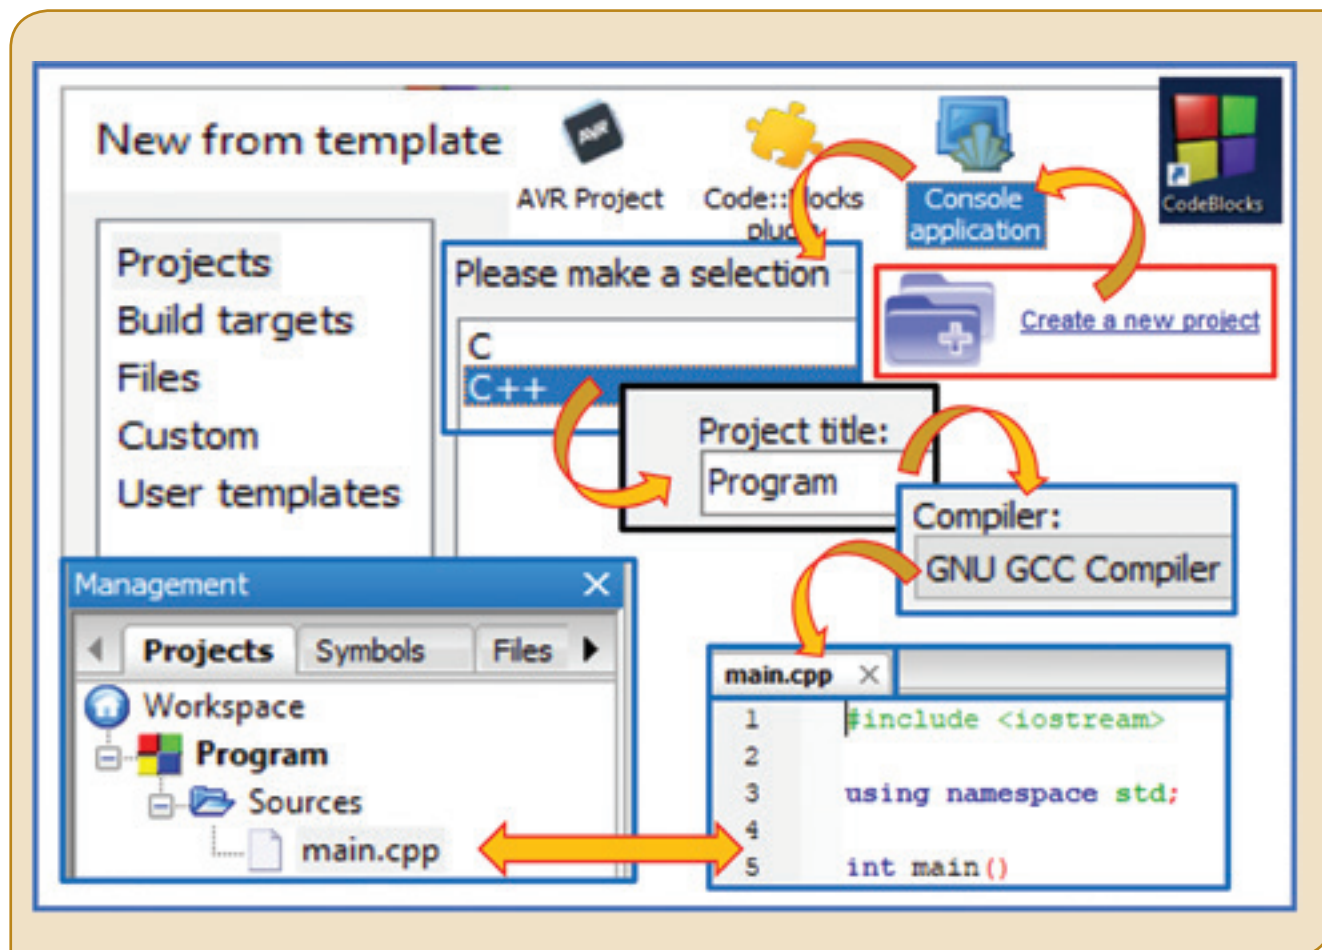 New from template
AVR Project
Code::Blocks
plugin
Console
application
CodeBlocks
Projects
Build targets
Files
Custom
User templates
Please make a selection
C
C++
Create a new project
Project title:
Program
Compiler:
GNU GCC Compiler
Management
Projects Symbols Files
Workspace
Program
Sources
main.cpp
main.cpp
1 #include <iostream>
2
3 using namespace std;
4
5 int main()